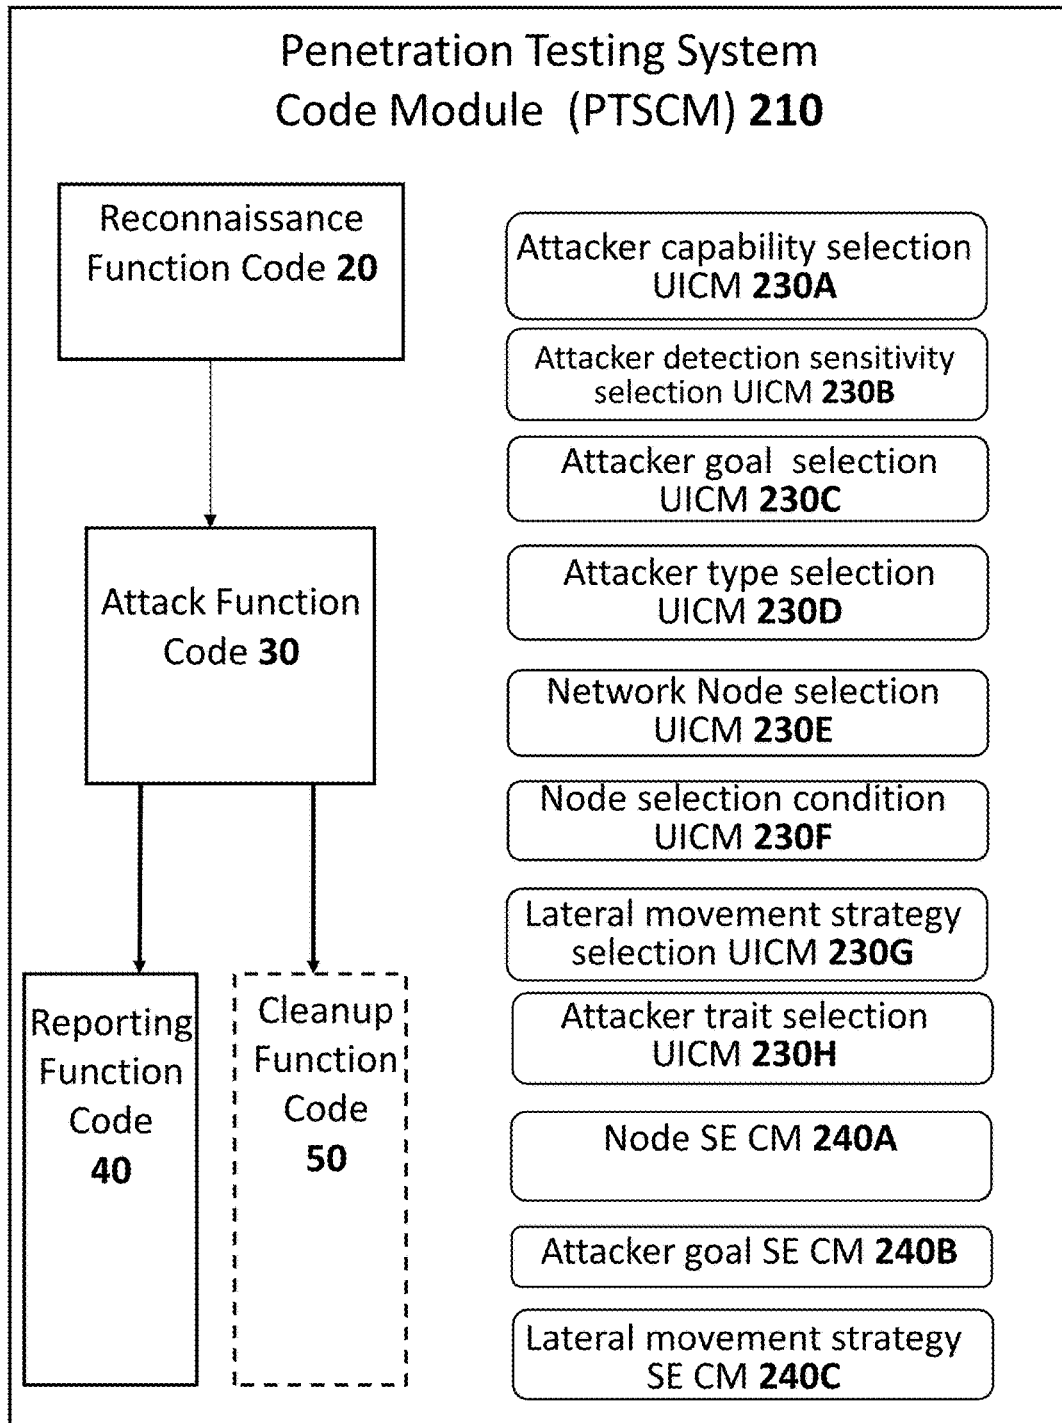 Penetration Testing System
Code Module (PTSCM) 210
Reconnaissance
Function Code 20
Attack Function
Code 30
Reporting
Function
Code
40
Cleanup
Function
Code
50
Attacker capability selection
UICM 230A
Attacker detection sensitivity
selection UICM 230B
Attacker goal selection
UICM 230C
Attacker type selection
UICM 230D
Network Node selection
UICM 230E
Node selection condition
UICM 230F
Lateral movement strategy
selection UICM 230G
Attacker trait selection
UICM 230H
Node SE CM 240A
Attacker goal SE CM 240B
Lateral movement strategy
SE CM 240C